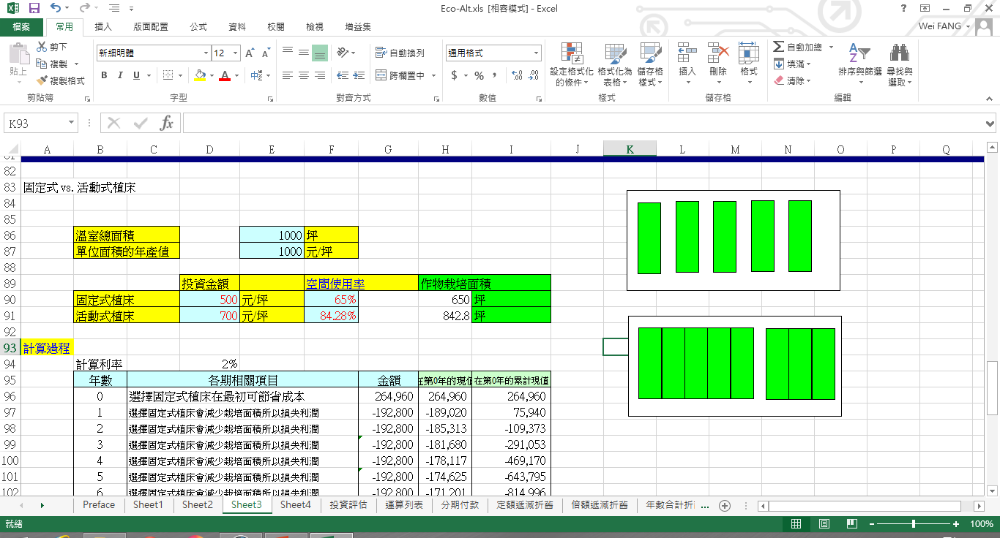 Eco-Alt.xls [相容模式] - Excel
?
檔案 常用 插入 版面配置 公式 資料 校閱 檢視 增益集 Wei FANG
貼上 剪下 複製 複製格式 剪貼簿
新細明體 12 A A B I U A 中 字型
自動換列 跨欄置中 對齊方式
通用格式 $ % , 數值
設定格式化的條件 格式化為表格 儲存格樣式 樣式
插入 刪除 格式 儲存格
自動加總 填滿 清除 排序與篩選 尋找與選取 編輯
K93 fx
A B C D E F G H I J K L M N O P Q
82
83 固定式 vs. 活動式植床
84
85
86 溫室總面積 1000 坪
87 單位面積的年產值 1000 元/坪
88
89 投資金額 空間使用率 作物栽培面積
90 固定式植床 500 元/坪 65% 650 坪
91 活動式植床 700 元/坪 84.28% 842.8 坪
92
93 計算過程
94 計算利率 2%
95 年數 各期相關項目 金額 在第0年的現值 在第0年的累計現值
96 0 選擇固定式植床在最初可節省成本 264,960 264,960 264,960
97 1 選擇固定式植床會減少栽培面積所以損失利潤 -192,800 -189,020 75,940
98 2 選擇固定式植床會減少栽培面積所以損失利潤 -192,800 -185,313 -109,373
99 3 選擇固定式植床會減少栽培面積所以損失利潤 -192,800 -181,680 -291,053
100 4 選擇固定式植床會減少栽培面積所以損失利潤 -192,800 -178,117 -469,170
101 5 選擇固定式植床會減少栽培面積所以損失利潤 -192,800 -174,625 -643,795
102 6 選擇固定式植床會減少栽培面積所以損失利潤 -192,800 -171,201 -814,996
Preface Sheet1 Sheet2 Sheet3 Sheet4 投資評估 運算列表 分期付款 定額遞減折舊 倍額遞減折舊 年數合計折 ...
就緒 100%